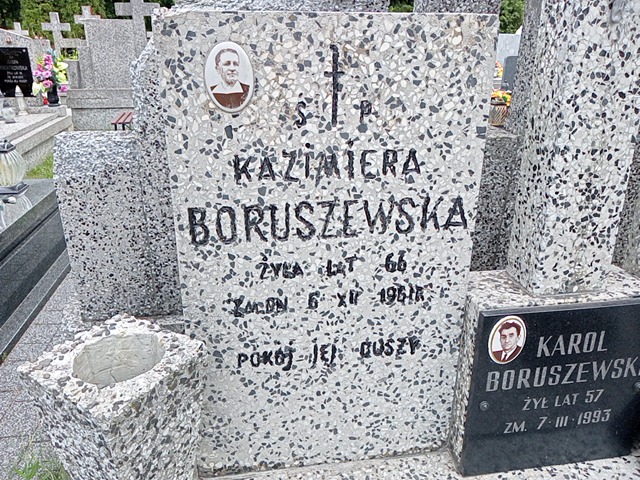 Ś P
KAZIMIERA
BORUSZEWSKA
ŻYŁA LAT 66
ZM. DN 6 XII 1961R
POKÓJ JEJ DUSZY
KAROL
BORUSZEWSKI
ŻYŁ LAT 57
ZM. 7·III·1993